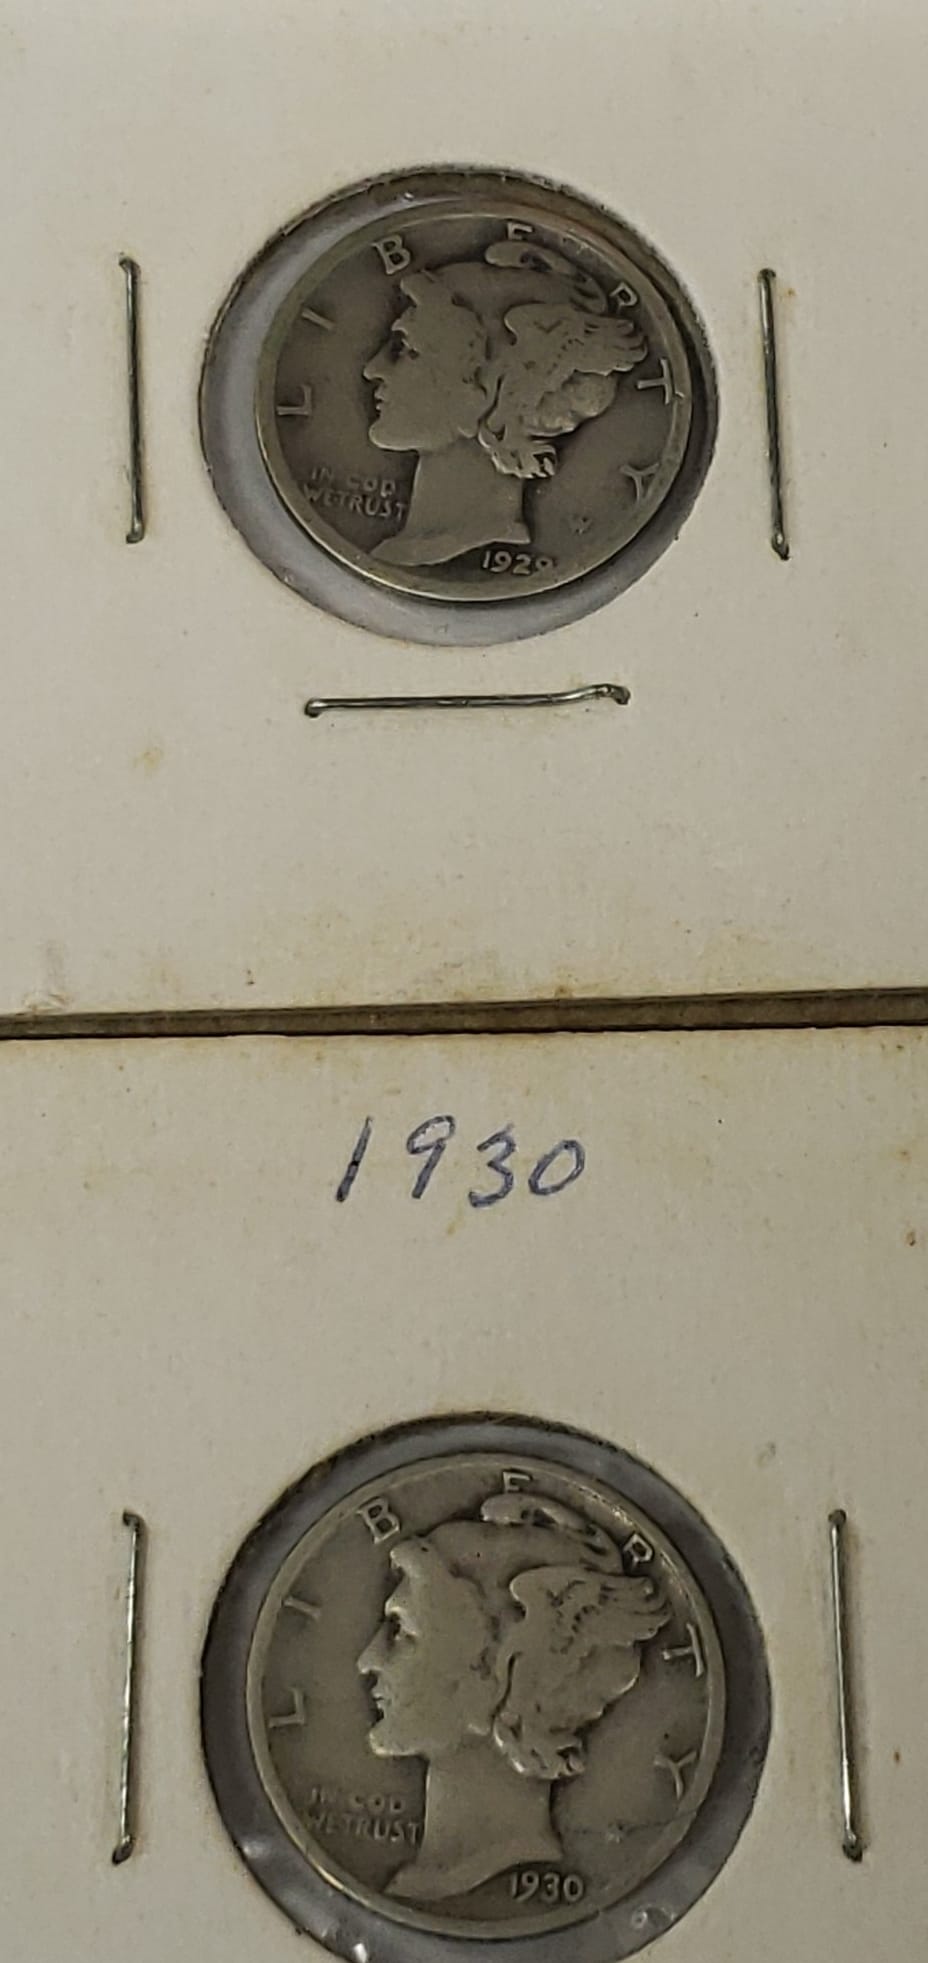 LIBERTY
IN GOD
WE TRUST
W
1929
1930
LIBERTY
IN GOD
WE TRUST
1930